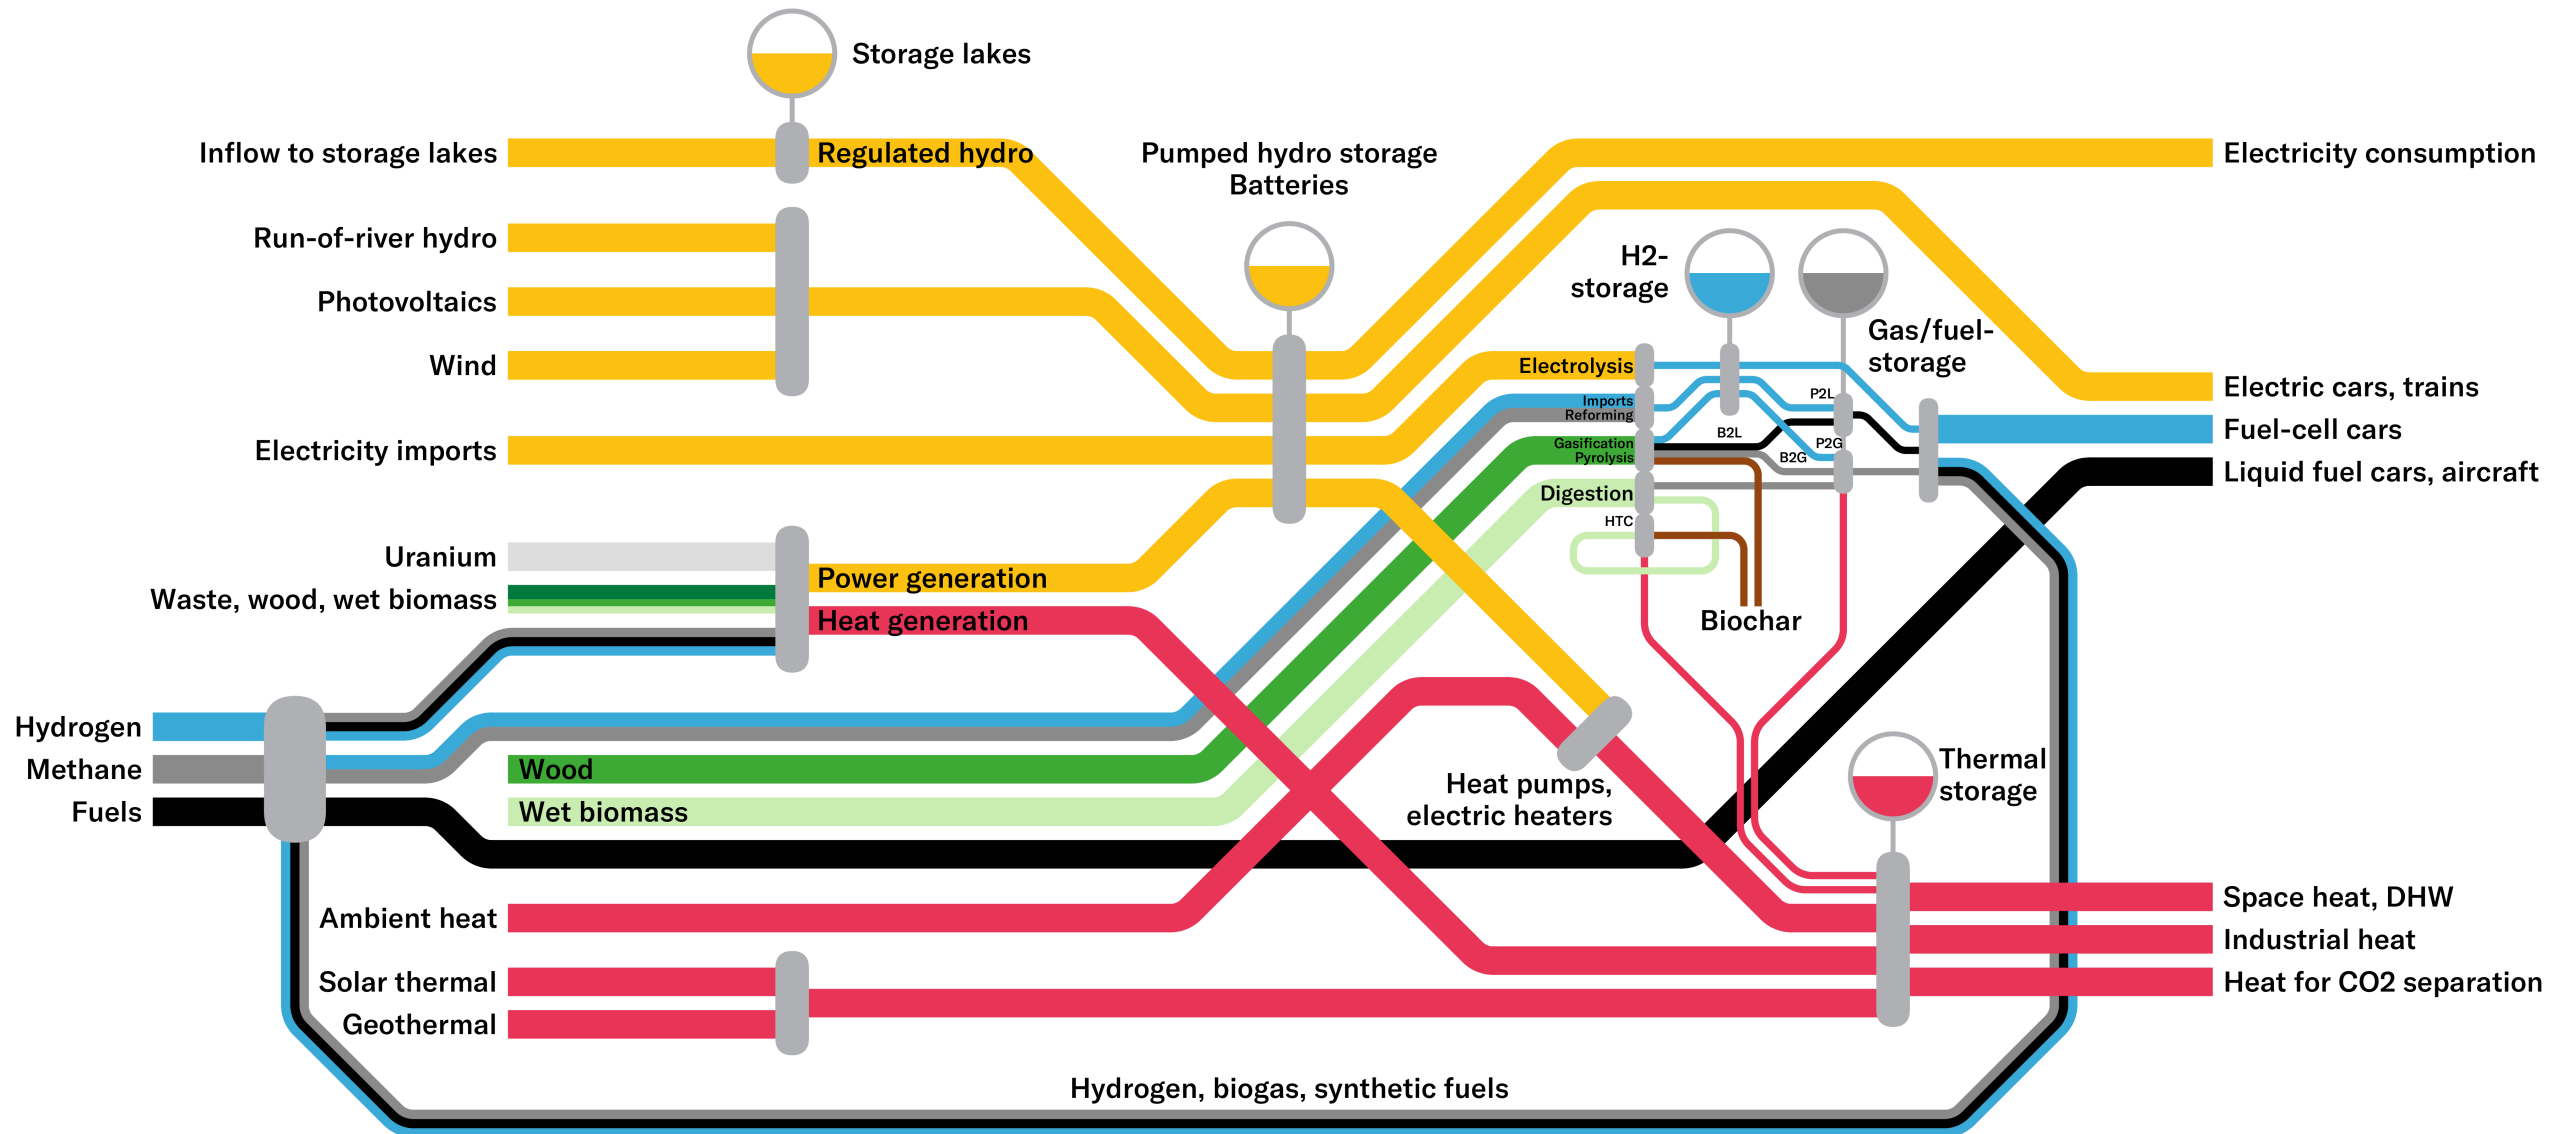 Storage lakes
Inflow to storage lakes
Regulated hydro
Pumped hydro storage
Batteries
Electricity consumption
Run-of-river hydro
Photovoltaics
Wind
Electricity imports
H2-
storage
Gas/fuel-
storage
Electrolysis
Imports
Reforming
Gasification
Pyrolysis
Digestion
HTC
P2L
B2L
P2G
B2G
Biochar
Electric cars, trains
Fuel-cell cars
Liquid fuel cars, aircraft
Uranium
Waste, wood, wet biomass
Power generation
Heat generation
Hydrogen
Methane
Fuels
Wood
Wet biomass
Heat pumps,
electric heaters
Thermal
storage
Ambient heat
Solar thermal
Geothermal
Space heat, DHW
Industrial heat
Heat for CO2 separation
Hydrogen, biogas, synthetic fuels